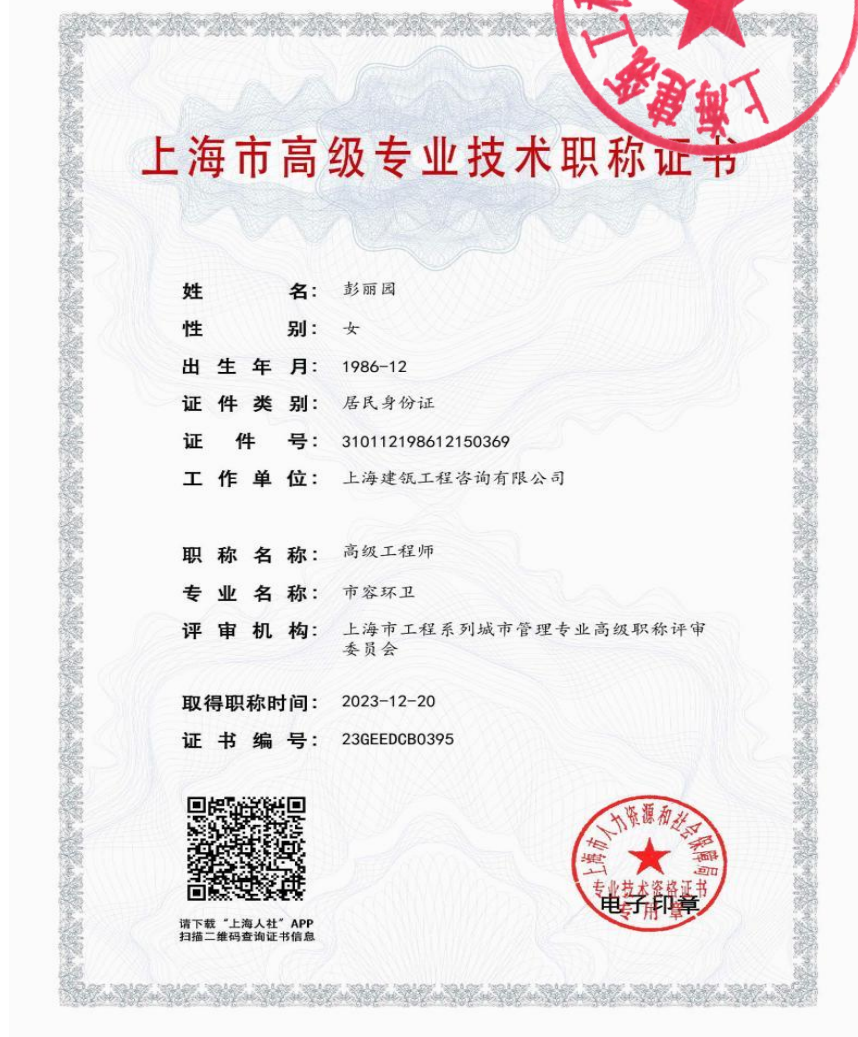 上海建瓴工程
上海市高级专业技术职称证书
姓名： 彭丽园
性别： 女
出生年月： 1986-12
证件类别： 居民身份证
证件号： 310112198612150369
工作单位： 上海建瓴工程咨询有限公司
职称名称： 高级工程师
专业名称： 市容环卫
评审机构： 上海市工程系列城市管理专业高级职称评审
委员会
取得职称时间： 2023-12-20
证书编号： 23GEEDCB0395
上海市人力资源和社会保障局
专业技术资格证书
专用章
电子印章
请下载“上海人社”APP
扫描二维码查询证书信息